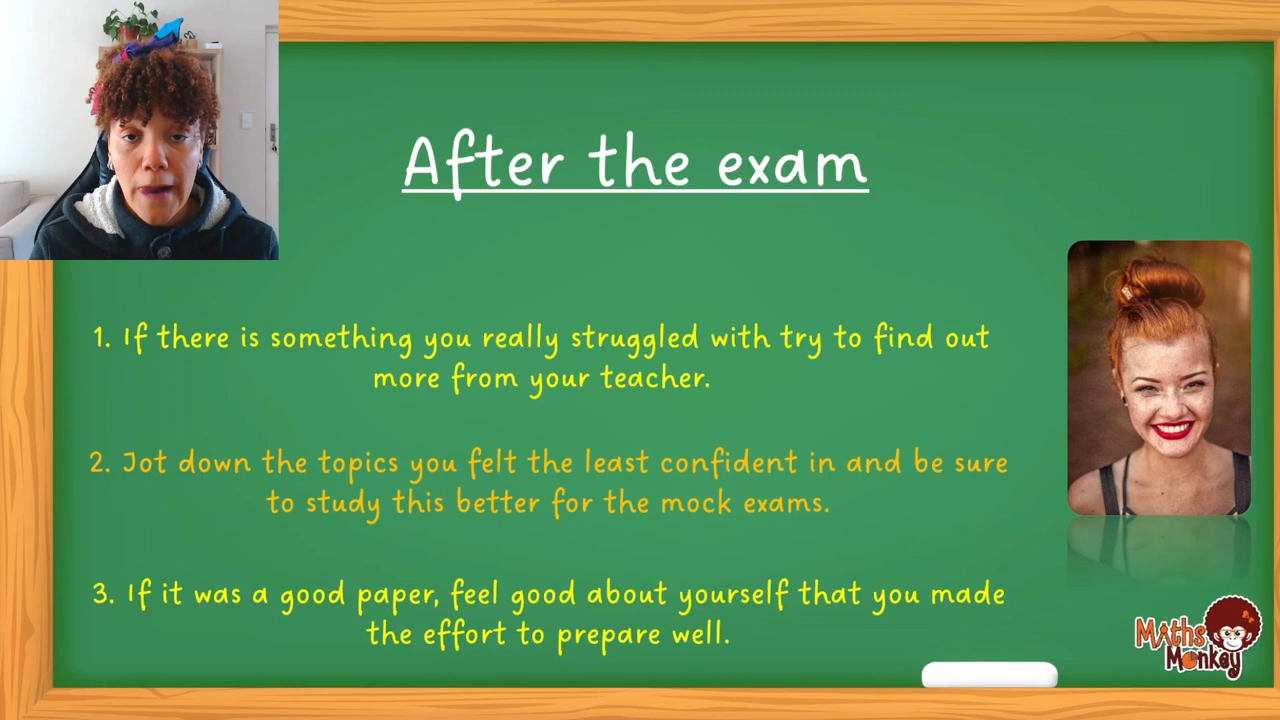 After the exam
1. If there is something you really struggled with try to find out
more from your teacher.
2. Jot down the topics you felt the least confident in and be sure
to study this better for the mock exams.
3. If it was a good paper, feel good about yourself that you made
the effort to prepare well.
Maths
Monkey